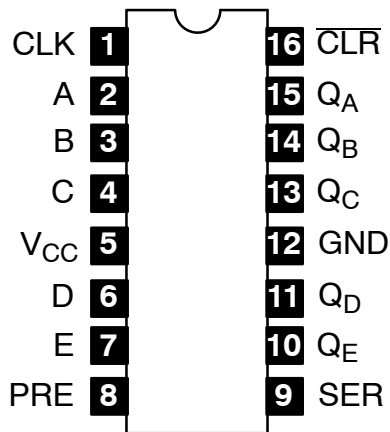 CLK 1 16 C̅L̅R̅
A 2 15 QA
B 3 14 QB
C 4 13 QC
VCC 5 12 GND
D 6 11 QD
E 7 10 QE
PRE 8 9 SER